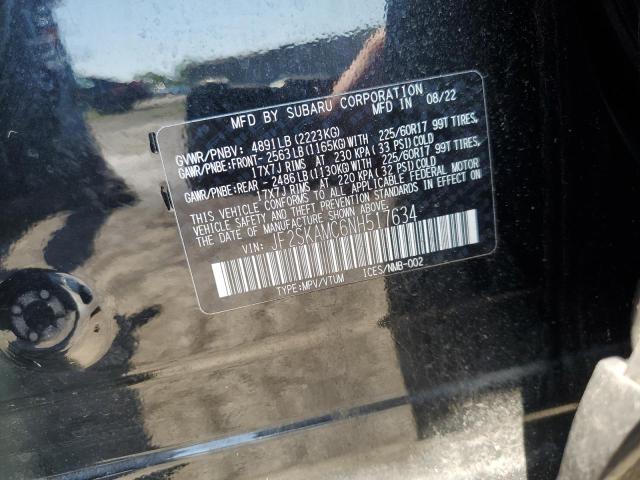 MFD BY SUBARU CORPORATION
MFD IN 08/22
GVWR/PNBV: 4891LB(2223KG)
GAWR/PNBE:FRONT- 2563LB(1165KG)WITH 225/60R17 99T TIRES,
17X7J RIMS AT 230 KPA(33 PSI)COLD
GAWR/PNBE:REAR - 2486LB(1130KG)WITH 225/60R17 99T TIRES,
17X7J RIMS AT 220 KPA(32 PSI)COLD
THIS VEHICLE CONFORMS TO ALL APPLICABLE FEDERAL MOTOR
VEHICLE SAFETY AND THEFT PREVENTION STANDARDS IN EFFECT ON
THE DATE OF MANUFACTURE SHOWN ABOVE.
VIN: JF2SKAMC6NH517634
TYPE:MPV/VTUM ICES/NMB-002